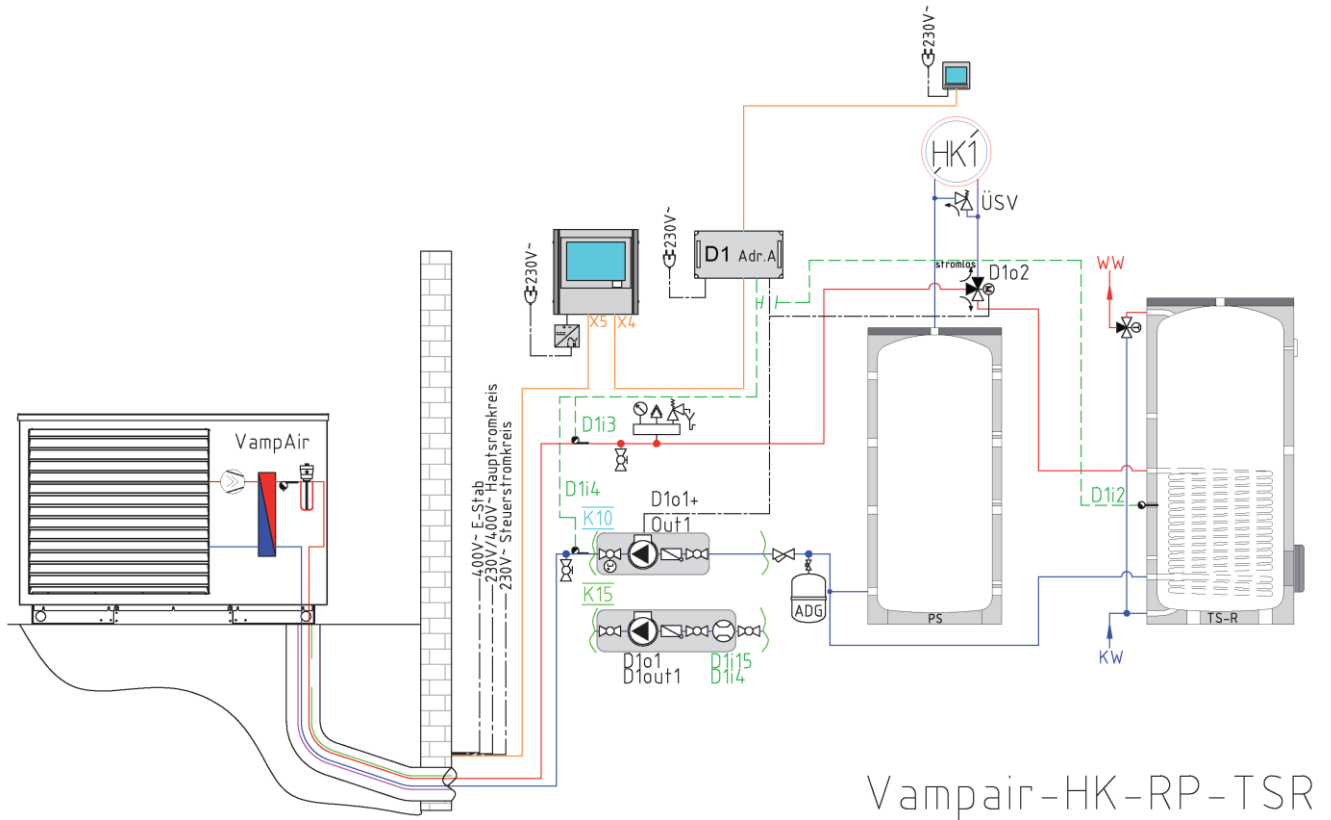 230V~
HK1
ÜSV
230V~
230V~
D1 Adr.A
stromlos
D1o2
WW
X5 X4
D1i3
VampAir
400V~ E-Stab
230V/400V~ Hauptsromkreis
230V~ Steuerstromkreis
D1i4
D1o1+
Out1
K10
°C
D1i2
K15
ADG
PS
TS-R
D1o1
D1out1
D1i15
D1i4
KW
M
Vampair-HK-RP-TSR